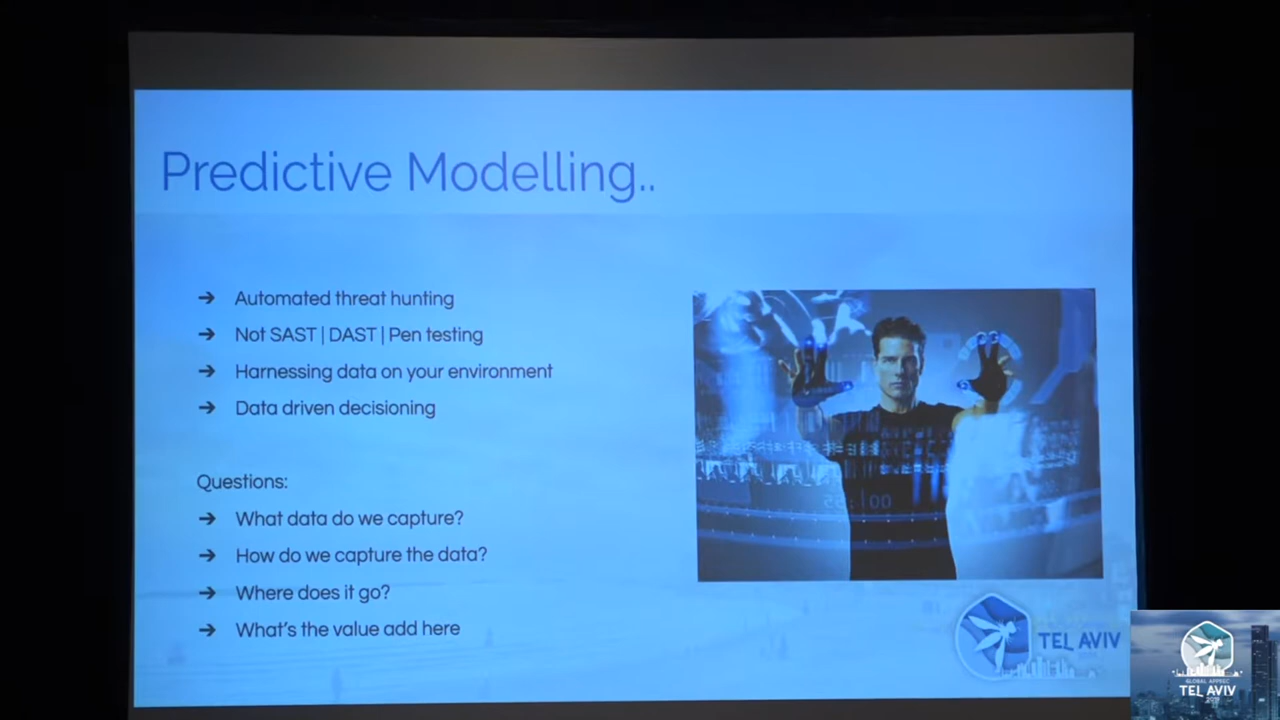 Predictive Modelling..
➔ Automated threat hunting
➔ Not SAST | DAST | Pen testing
➔ Harnessing data on your environment
➔ Data driven decisioning
Questions:
➔ What data do we capture?
➔ How do we capture the data?
➔ Where does it go?
➔ What's the value add here
TEL AVIV
GLOBAL APPSEC
TEL AVIV